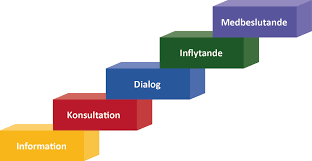 Medbeslutande
Inflytande
Dialog
Konsultation
Information